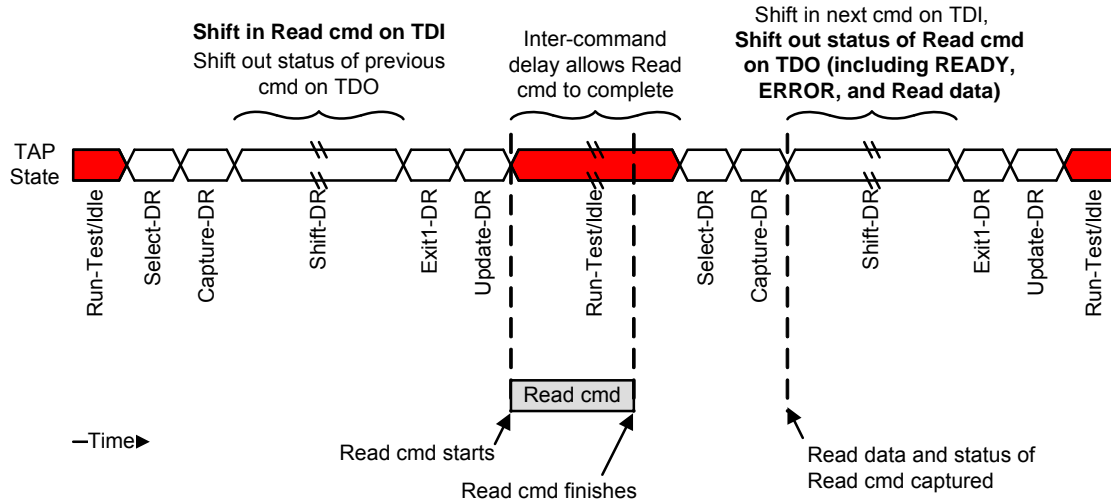 Shift in Read cmd on TDI
Shift out status of previous
cmd on TDO
Inter-command
delay allows Read
cmd to complete
Shift in next cmd on TDI,
Shift out status of Read cmd
on TDO (including READY,
ERROR, and Read data)
TAP
State
Run-Test/Idle
Select-DR
Capture-DR
Shift-DR
Exit1-DR
Update-DR
Run-Test/Idle
Select-DR
Capture-DR
Shift-DR
Exit1-DR
Update-DR
Run-Test/Idle
Read cmd
Time
Read cmd starts
Read cmd finishes
Read data and status of
Read cmd captured